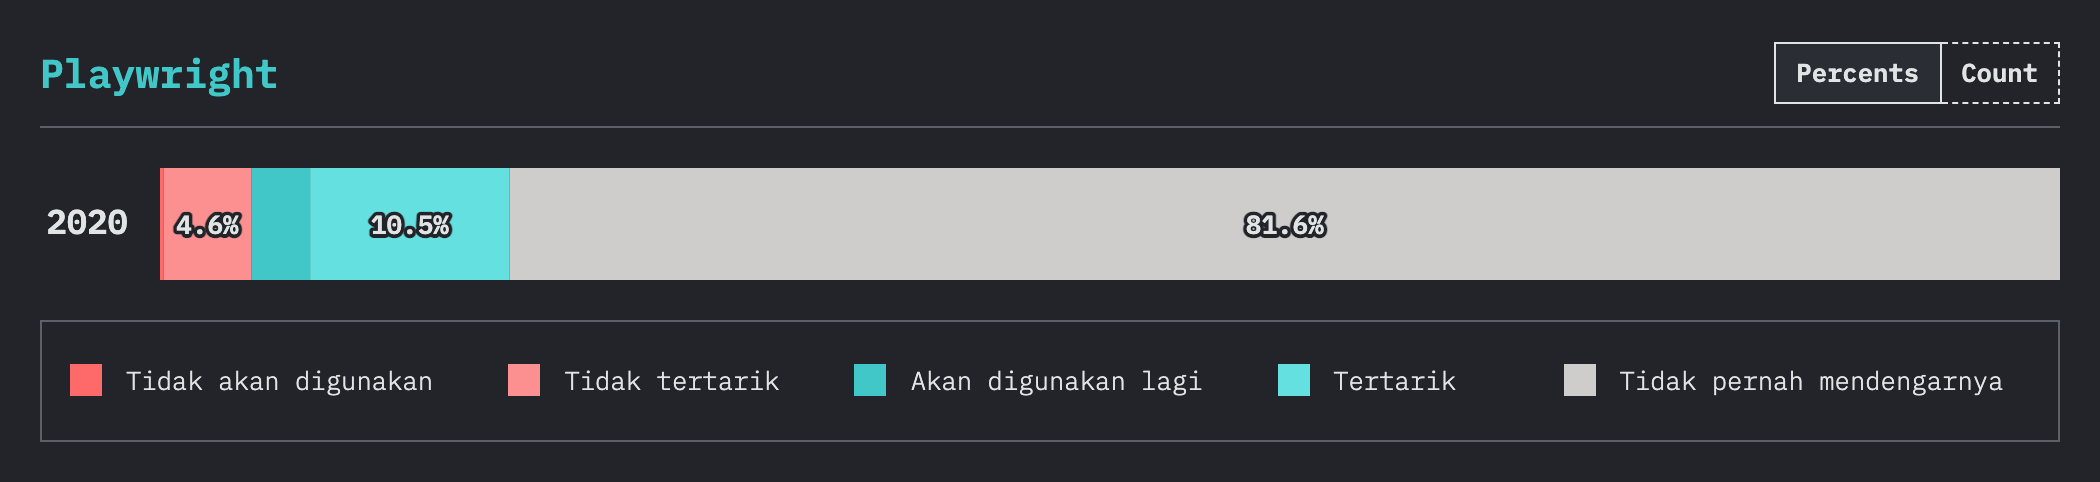 Playwright
Percents Count
2020 4.6% 10.5% 81.6%
Tidak akan digunakan Tidak tertarik Akan digunakan lagi Tertarik Tidak pernah mendengarnya